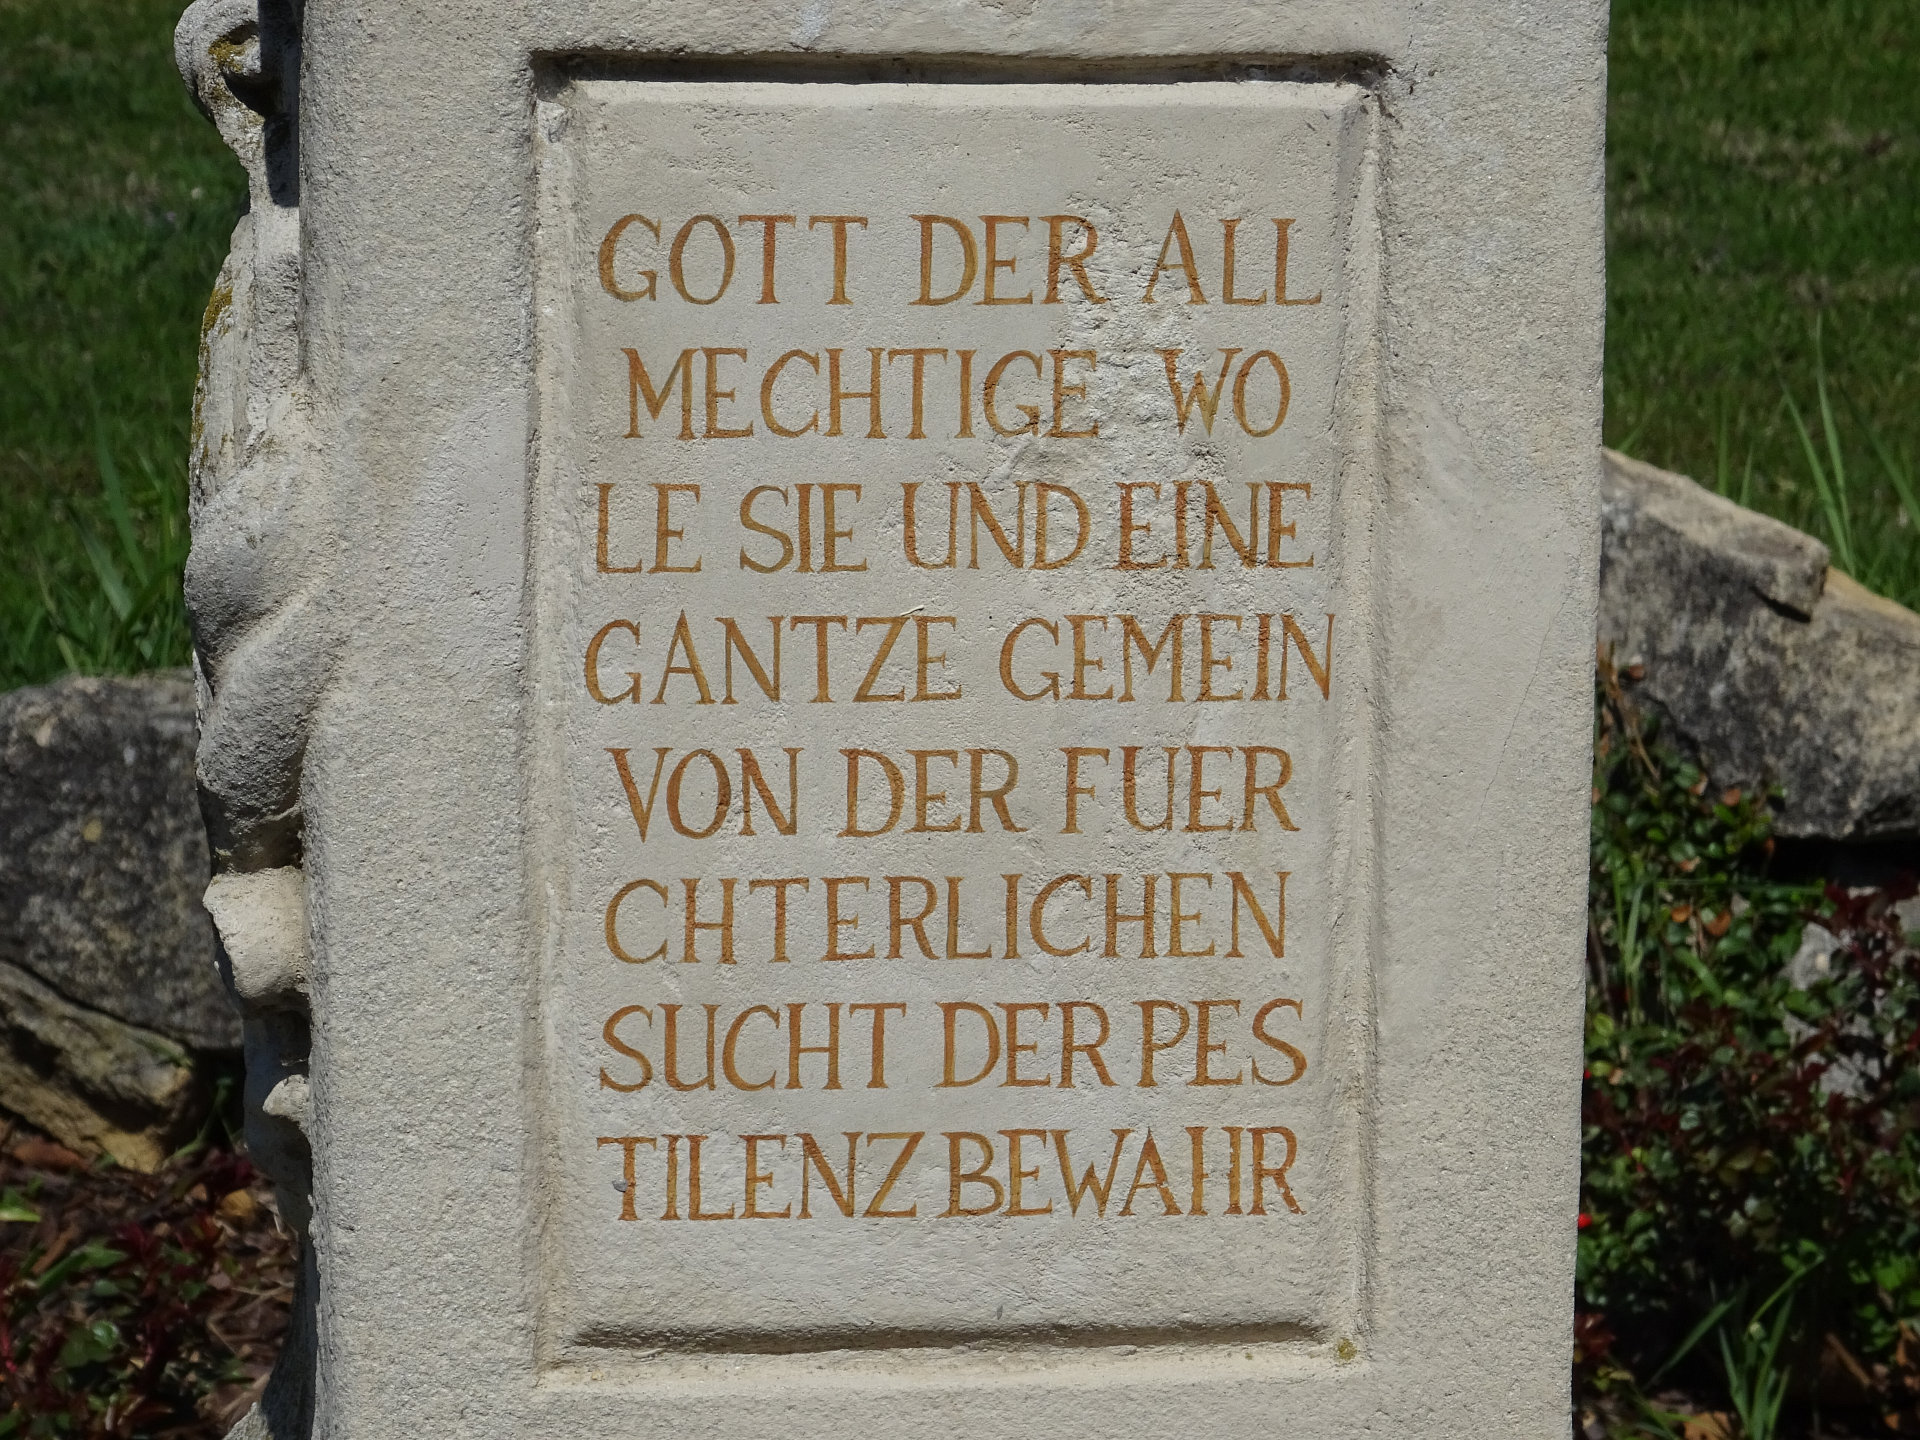 GOTT DER ALL
MECHTIGE WO
LE SIE UND EINE
GANTZE GEMEIN
VON DER FUER
CHTERLICHEN
SUCHT DER PES
TILENZ BEWAHR